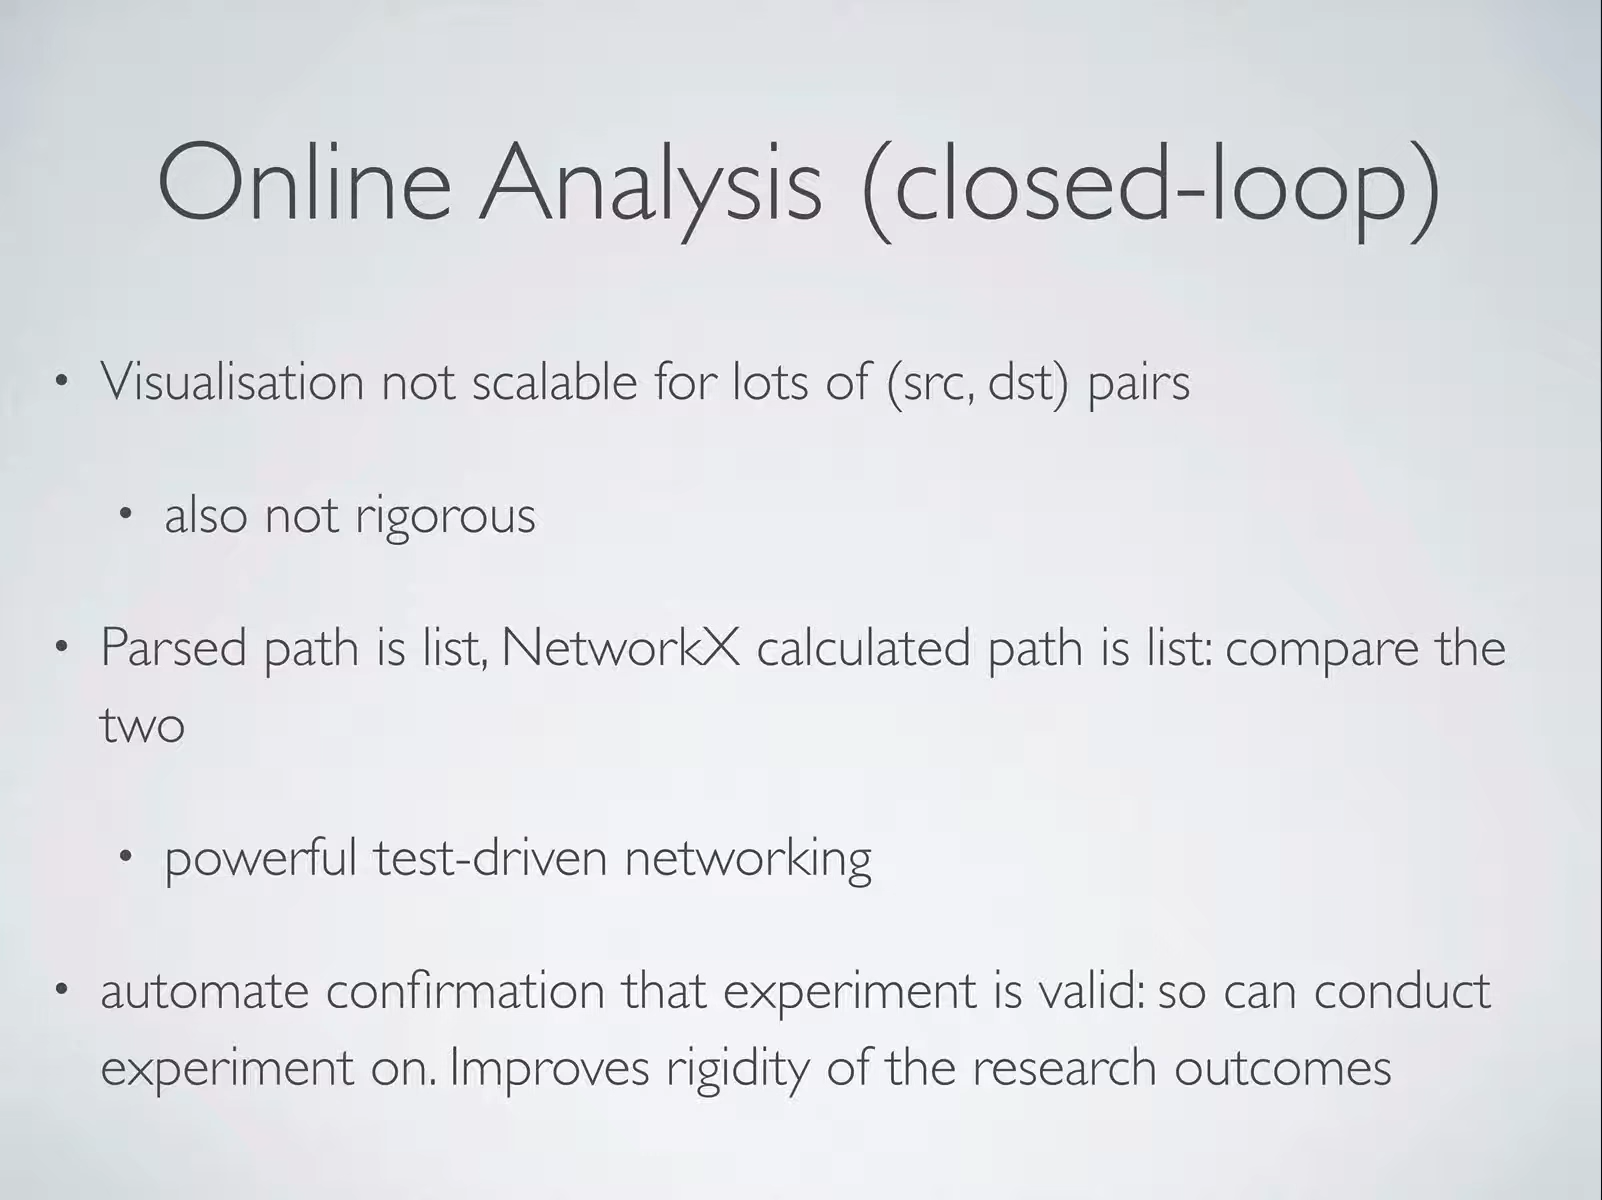 Online Analysis (closed-loop)
• Visualisation not scalable for lots of (src, dst) pairs
• also not rigorous
• Parsed path is list, NetworkX calculated path is list: compare the
two
• powerful test-driven networking
• automate confirmation that experiment is valid: so can conduct
experiment on. Improves rigidity of the research outcomes